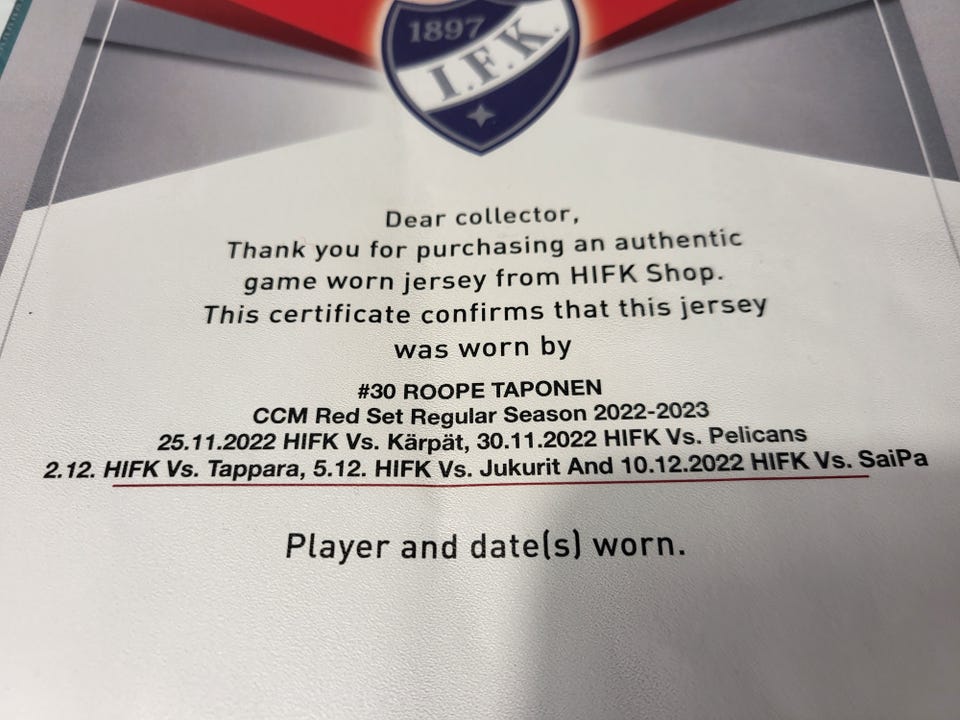 1897
I.F.K.
Dear collector,
Thank you for purchasing an authentic
game worn jersey from HIFK Shop.
This certificate confirms that this jersey
was worn by
#30 ROOPE TAPONEN
CCM Red Set Regular Season 2022-2023
25.11.2022 HIFK Vs. Kärpät, 30.11.2022 HIFK Vs. Pelicans
2.12. HIFK Vs. Tappara, 5.12. HIFK Vs. Jukurit And 10.12.2022 HIFK Vs. SaiPa
Player and date(s) worn.